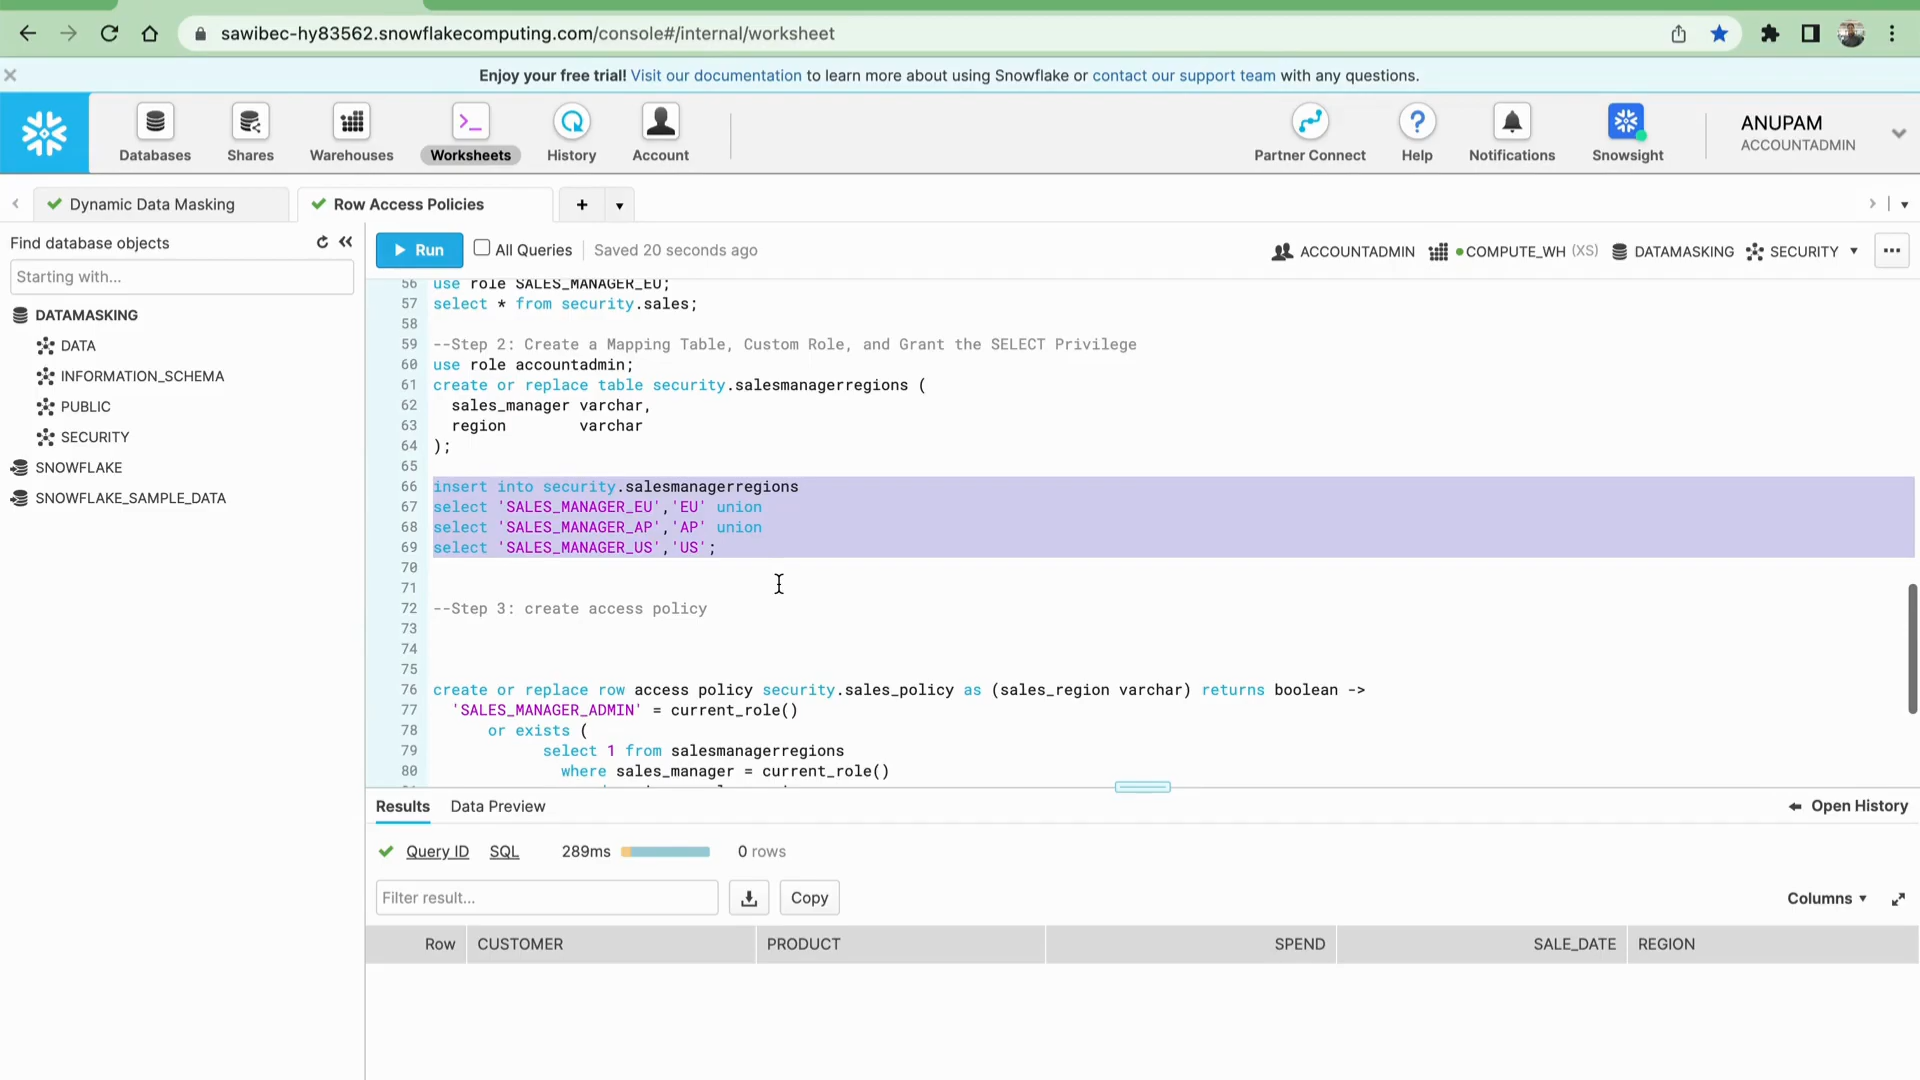 sawibec-hy83562.snowflakecomputing.com/console#/internal/worksheet
Enjoy your free trial! Visit our documentation to learn more about using Snowflake or contact our support team with any questions.
Databases
Shares
Warehouses
Worksheets
History
Account
Partner Connect
Help
Notifications
Snowsight
ANUPAM
ACCOUNTADMIN
Dynamic Data Masking
Row Access Policies
Find database objects
Starting with...
DATAMASKING
DATA
INFORMATION_SCHEMA
PUBLIC
SECURITY
SNOWFLAKE
SNOWFLAKE_SAMPLE_DATA
Run
All Queries
Saved 20 seconds ago
ACCOUNTADMIN
COMPUTE_WH (XS)
DATAMASKING
SECURITY
56 use role SALES_MANAGER_EU;
57 select * from security.sales;
58
59 --Step 2: Create a Mapping Table, Custom Role, and Grant the SELECT Privilege
60 use role accountadmin;
61 create or replace table security.salesmanagerregions (
62 sales_manager varchar,
63 region varchar
64 );
65
66 insert into security.salesmanagerregions
67 select 'SALES_MANAGER_EU','EU' union
68 select 'SALES_MANAGER_AP','AP' union
69 select 'SALES_MANAGER_US','US';
70
71
72 --Step 3: create access policy
73
74
75
76 create or replace row access policy security.sales_policy as (sales_region varchar) returns boolean ->
77 'SALES_MANAGER_ADMIN' = current_role()
78 or exists (
79 select 1 from salesmanagerregions
80 where sales_manager = current_role()
Results
Data Preview
Open History
Query ID
SQL
289ms
0 rows
Filter result...
Copy
Columns
Row
CUSTOMER
PRODUCT
SPEND
SALE_DATE
REGION